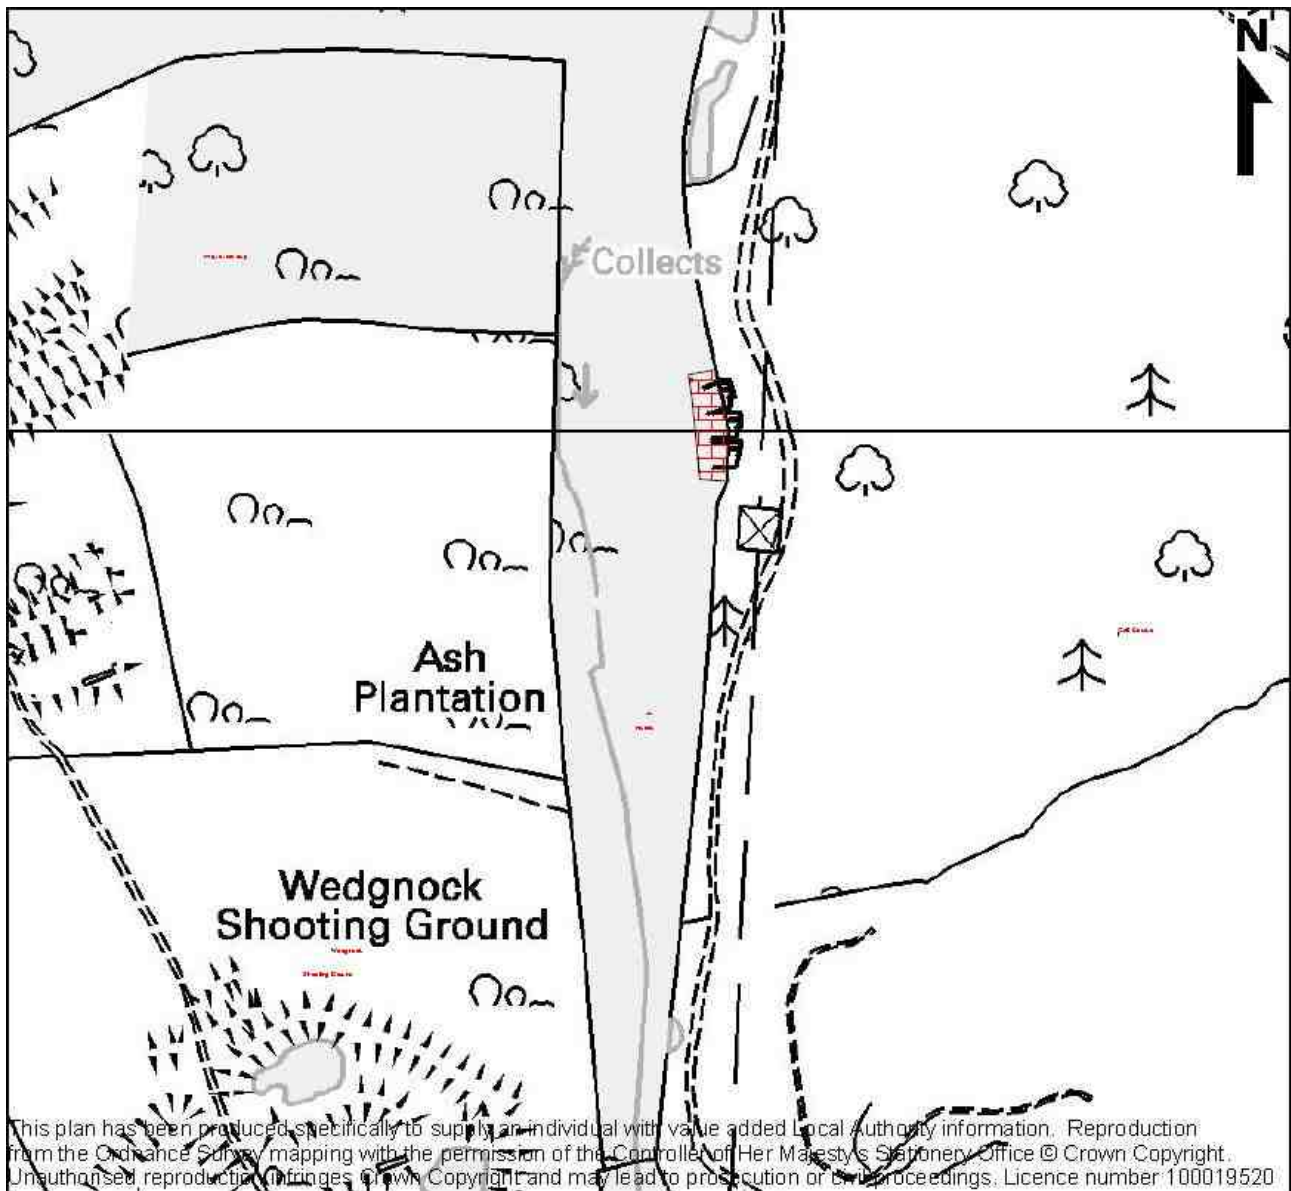 N
Collects
Ash
Plantation
Wedgnock
Shooting Ground
Wedgnock
Shooting Ground
This plan has been produced specifically to supply an individual with value added Local Authority information. Reproduction
from the Ordnance Survey mapping with the permission of the Controller of Her Majesty's Stationery Office © Crown Copyright.
Unauthorised reproduction infringes Crown Copyright and may lead to prosecution or civil proceedings. Licence number 100019520